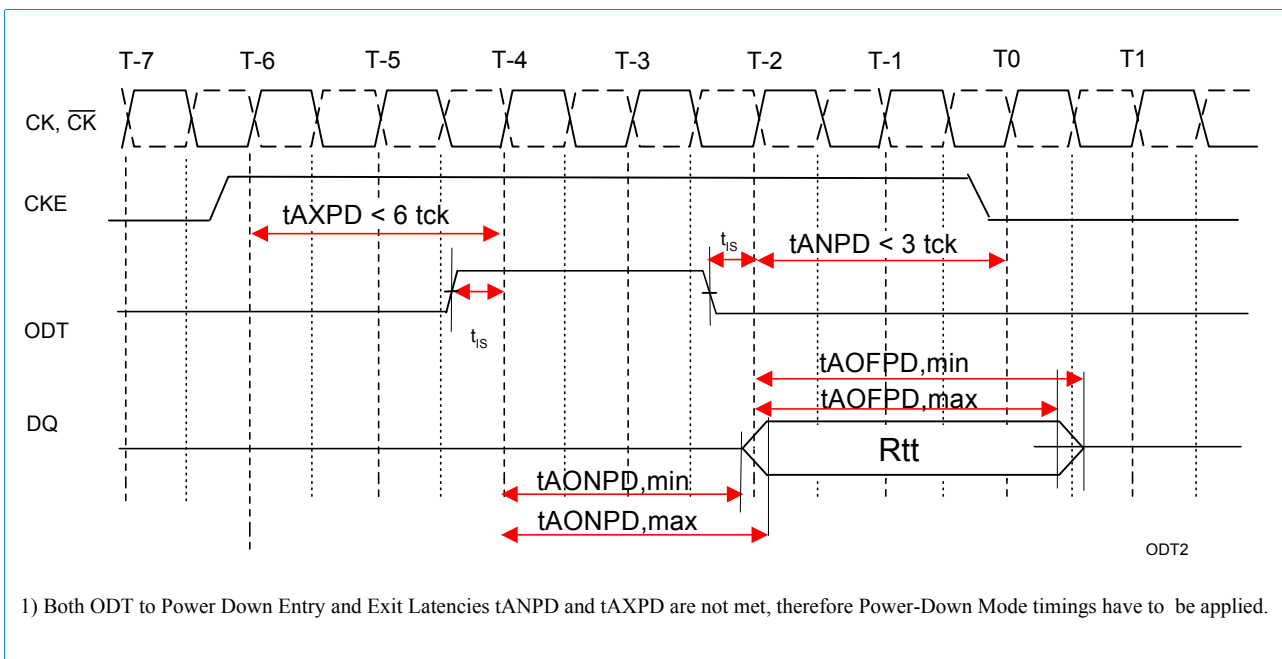 T-7 T-6 T-5 T-4 T-3 T-2 T-1 T0 T1
CK, C̅K̅
CKE
tAXPD < 6 tck
tIS
tANPD < 3 tck
ODT
tIS
tAOFPD,min
tAOFPD,max
DQ
Rtt
tAONPD,min
tAONPD,max
ODT2
1) Both ODT to Power Down Entry and Exit Latencies tANPD and tAXPD are not met, therefore Power-Down Mode timings have to be applied.